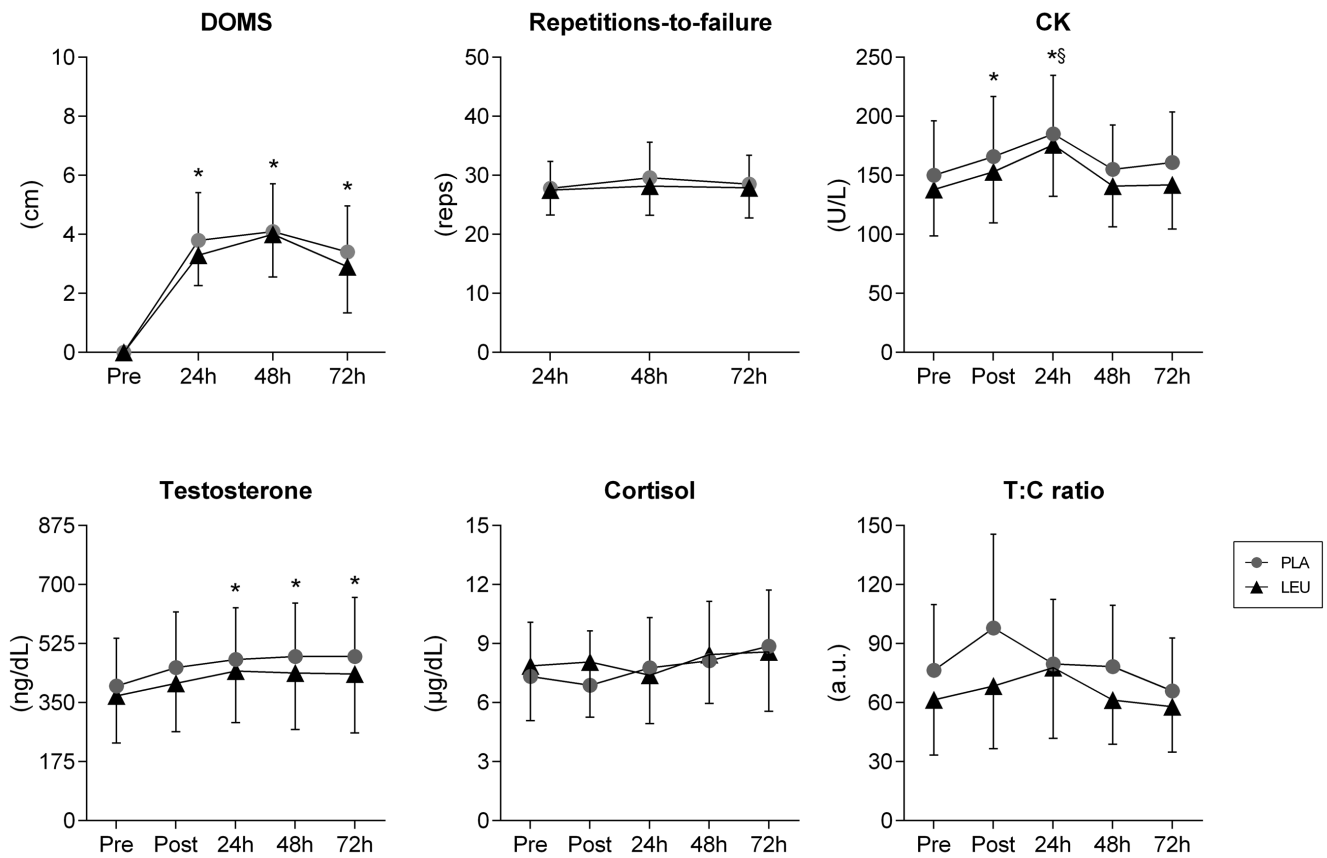 DOMS
10
8
6
4
2
0
(cm)
*
*
*
Pre 24h 48h 72h
Repetitions-to-failure
50
40
30
20
10
0
(reps)
24h 48h 72h
CK
250
200
150
100
50
0
(U/L)
*
*§
Pre Post 24h 48h 72h
Testosterone
875
700
525
350
175
0
(ng/dL)
*
*
*
Pre Post 24h 48h 72h
Cortisol
15
12
9
6
3
0
(µg/dL)
Pre Post 24h 48h 72h
T:C ratio
150
120
90
60
30
0
(a.u.)
Pre Post 24h 48h 72h
PLA
LEU